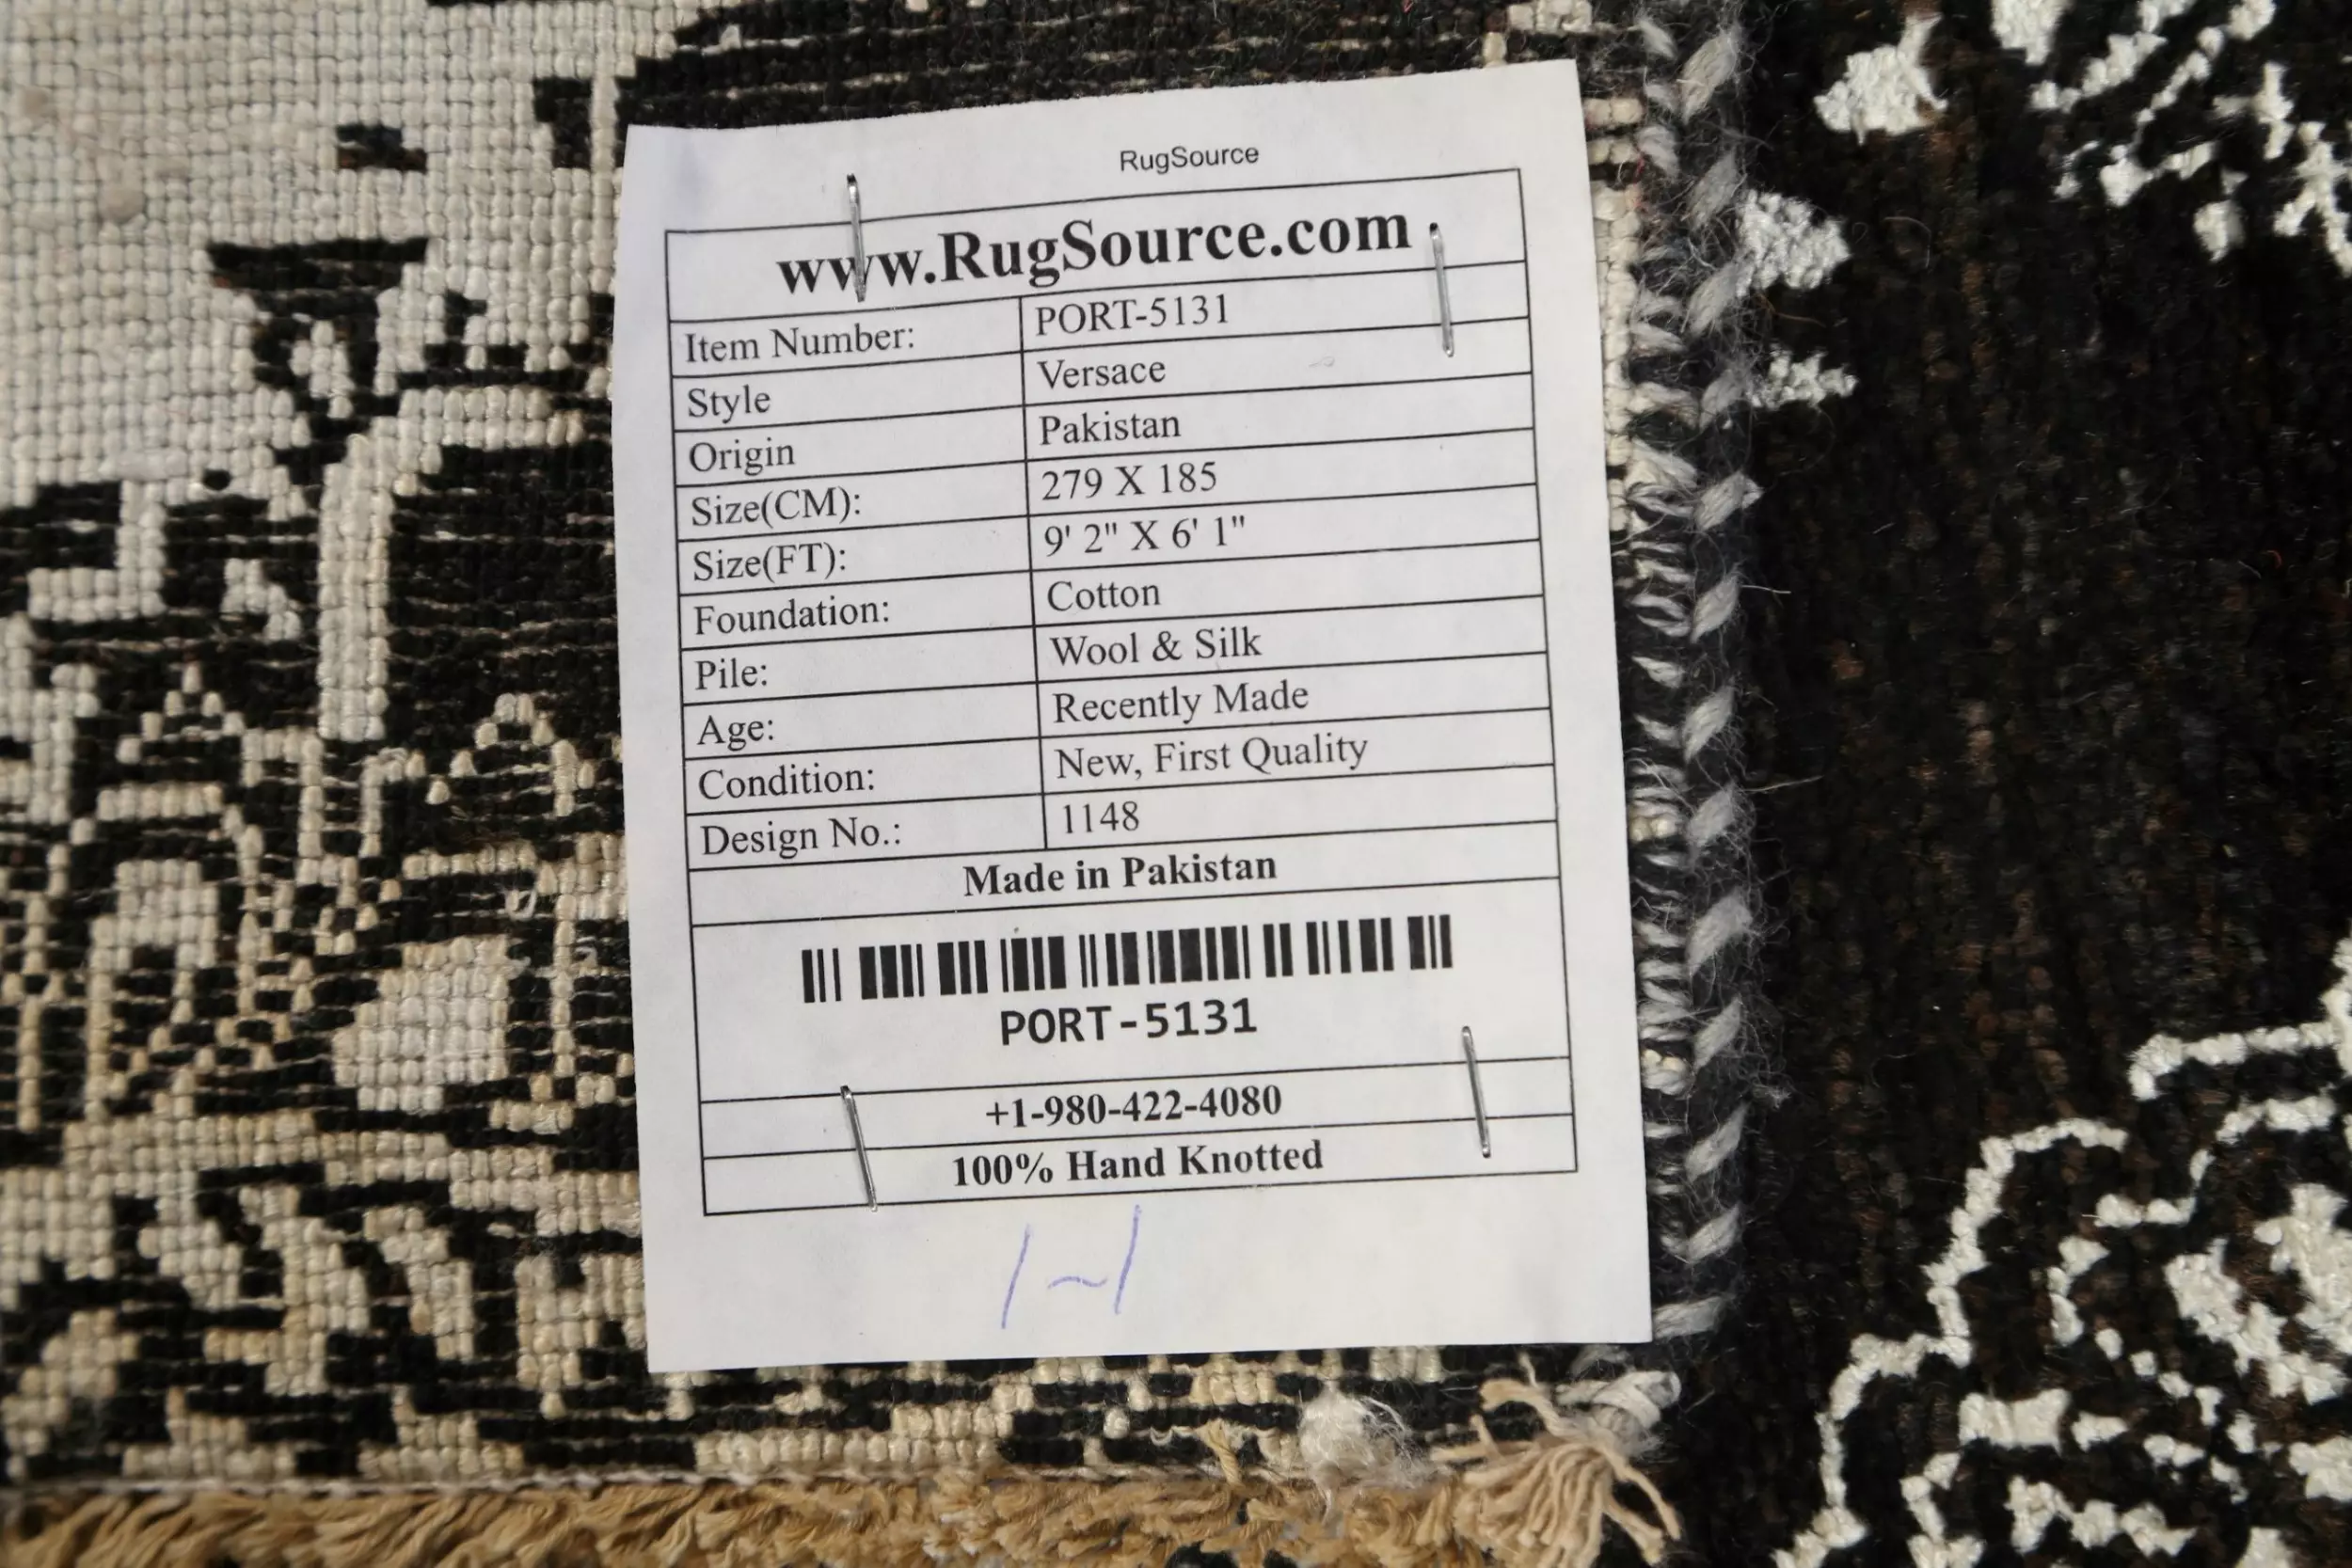 RugSource
www.RugSource.com
Item Number: PORT-5131
Style Versace
Origin Pakistan
Size(CM): 279 X 185
Size(FT): 9' 2" X 6' 1"
Foundation: Cotton
Pile: Wool & Silk
Age: Recently Made
Condition: New, First Quality
Design No.: 1148
Made in Pakistan
PORT-5131
+1-980-422-4080
100% Hand Knotted
1~1